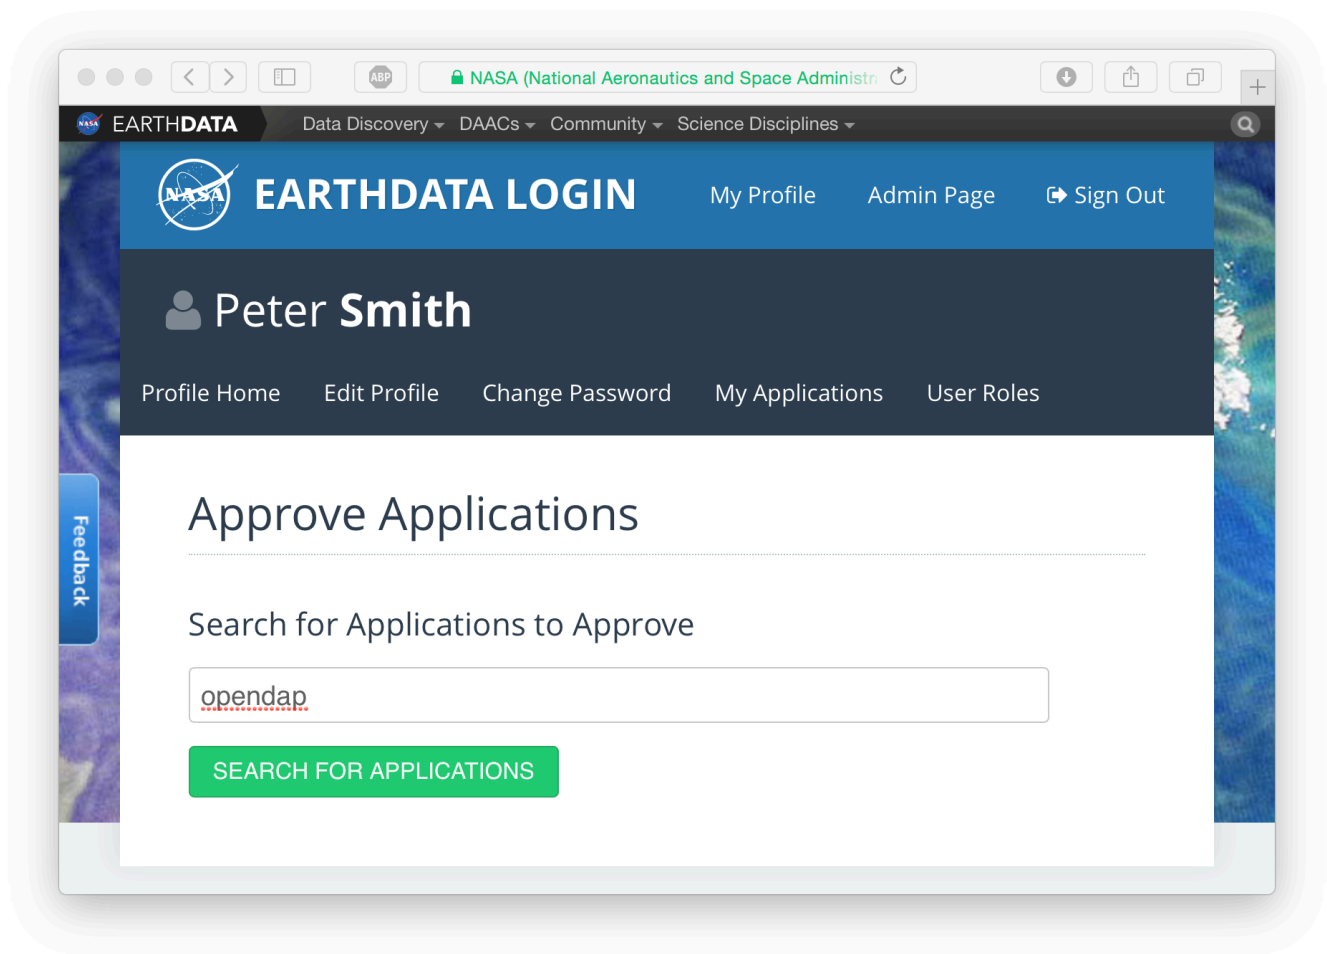 ABP
NASA (National Aeronautics and Space Administr
NASA EARTHDATA Data Discovery DAACs Community Science Disciplines
NASA EARTHDATA LOGIN My Profile Admin Page Sign Out
Peter Smith
Profile Home Edit Profile Change Password My Applications User Roles
Feedback
Approve Applications
Search for Applications to Approve
opendap
SEARCH FOR APPLICATIONS